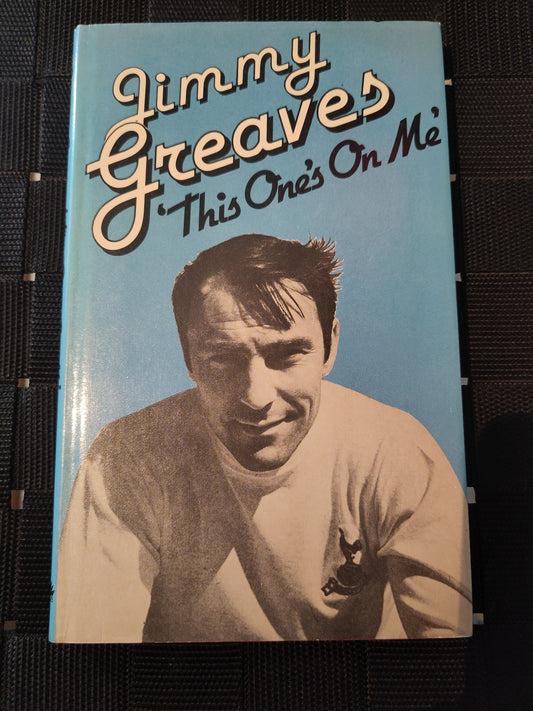 Jimmy
Greaves
‘This One's On Me’